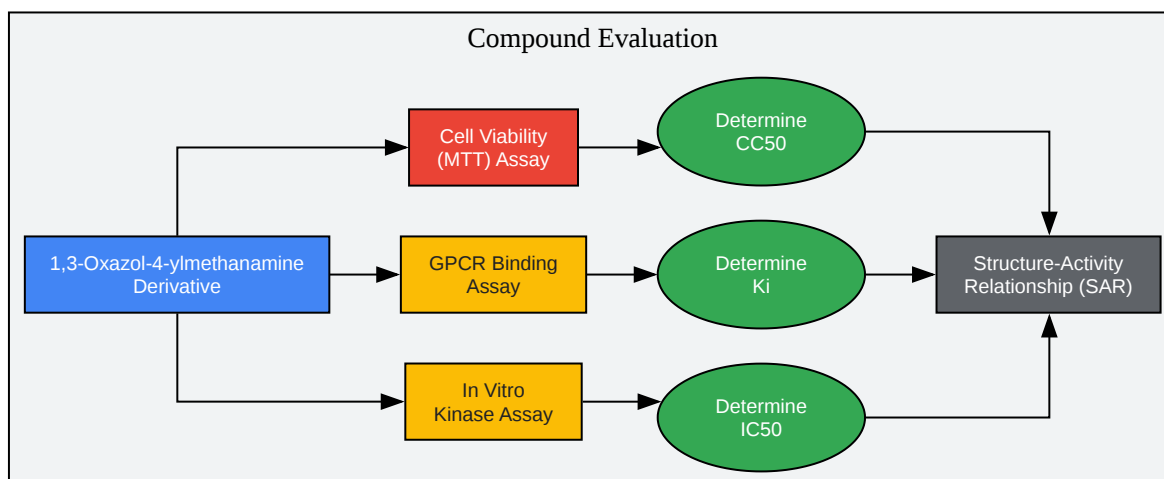 Compound Evaluation
Cell Viability
(MTT) Assay
Determine
CC50
1,3-Oxazol-4-ylmethanamine
Derivative
GPCR Binding
Assay
Determine
Ki
Structure-Activity
Relationship (SAR)
In Vitro
Kinase Assay
Determine
IC50